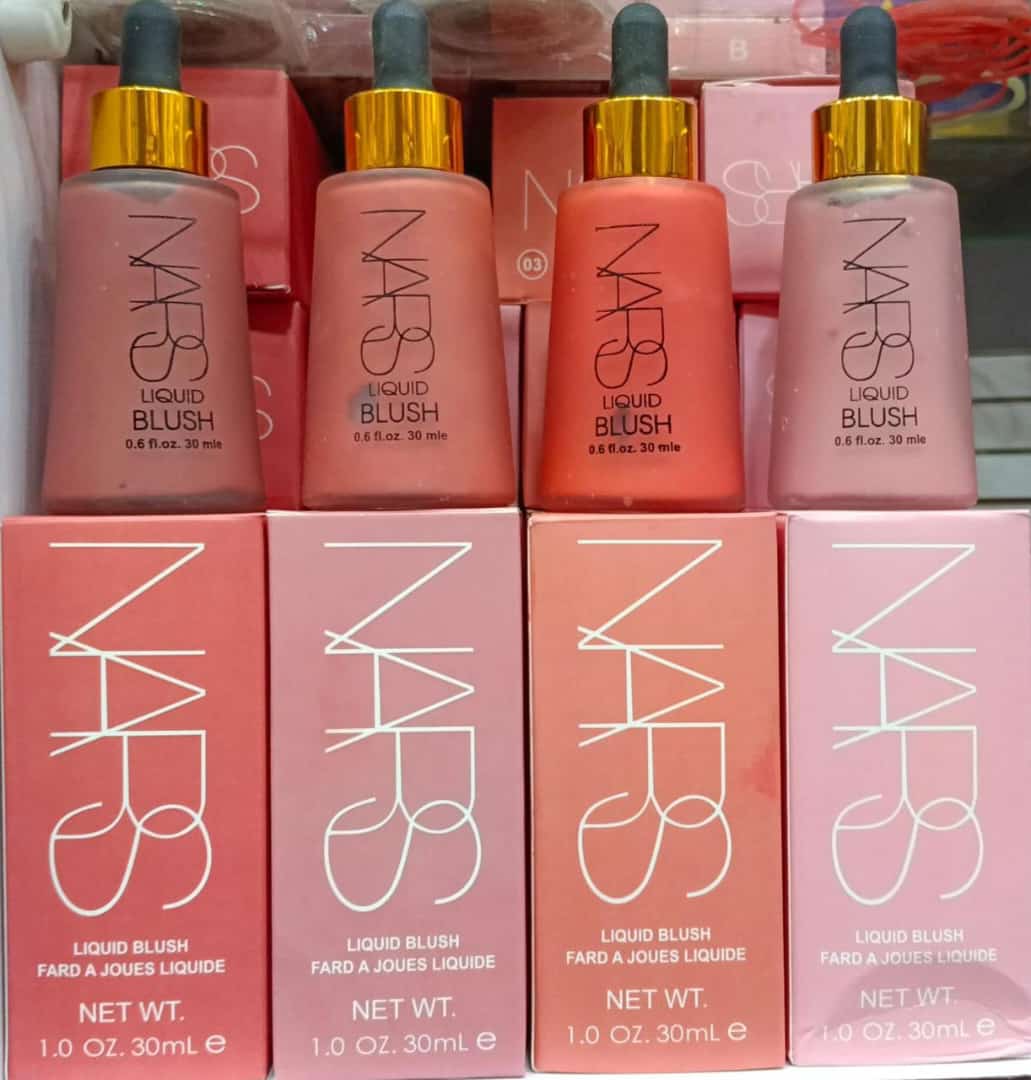 B
S
N
S
03
S
NARS
LIQUID
BLUSH
0.6 fl.oz. 30 mle
NARS
LIQUID
BLUSH
0.6 fl.oz. 30 mle
NARS
LIQUID
BLUSH
0.6 fl.oz. 30 mle
NARS
LIQUID
BLUSH
0.6 fl.oz. 30 mle
NARS
LIQUID BLUSH
FARD A JOUES LIQUIDE
NET WT.
1.0 OZ. 30mL e
NARS
LIQUID BLUSH
FARD A JOUES LIQUIDE
NET WT.
1.0 OZ. 30mL e
NARS
LIQUID BLUSH
FARD A JOUES LIQUIDE
NET WT.
1.0 OZ. 30mL e
NARS
LIQUID BLUSH
FARD A JOUES LIQUIDE
NET WT.
1.0 OZ. 30mL e